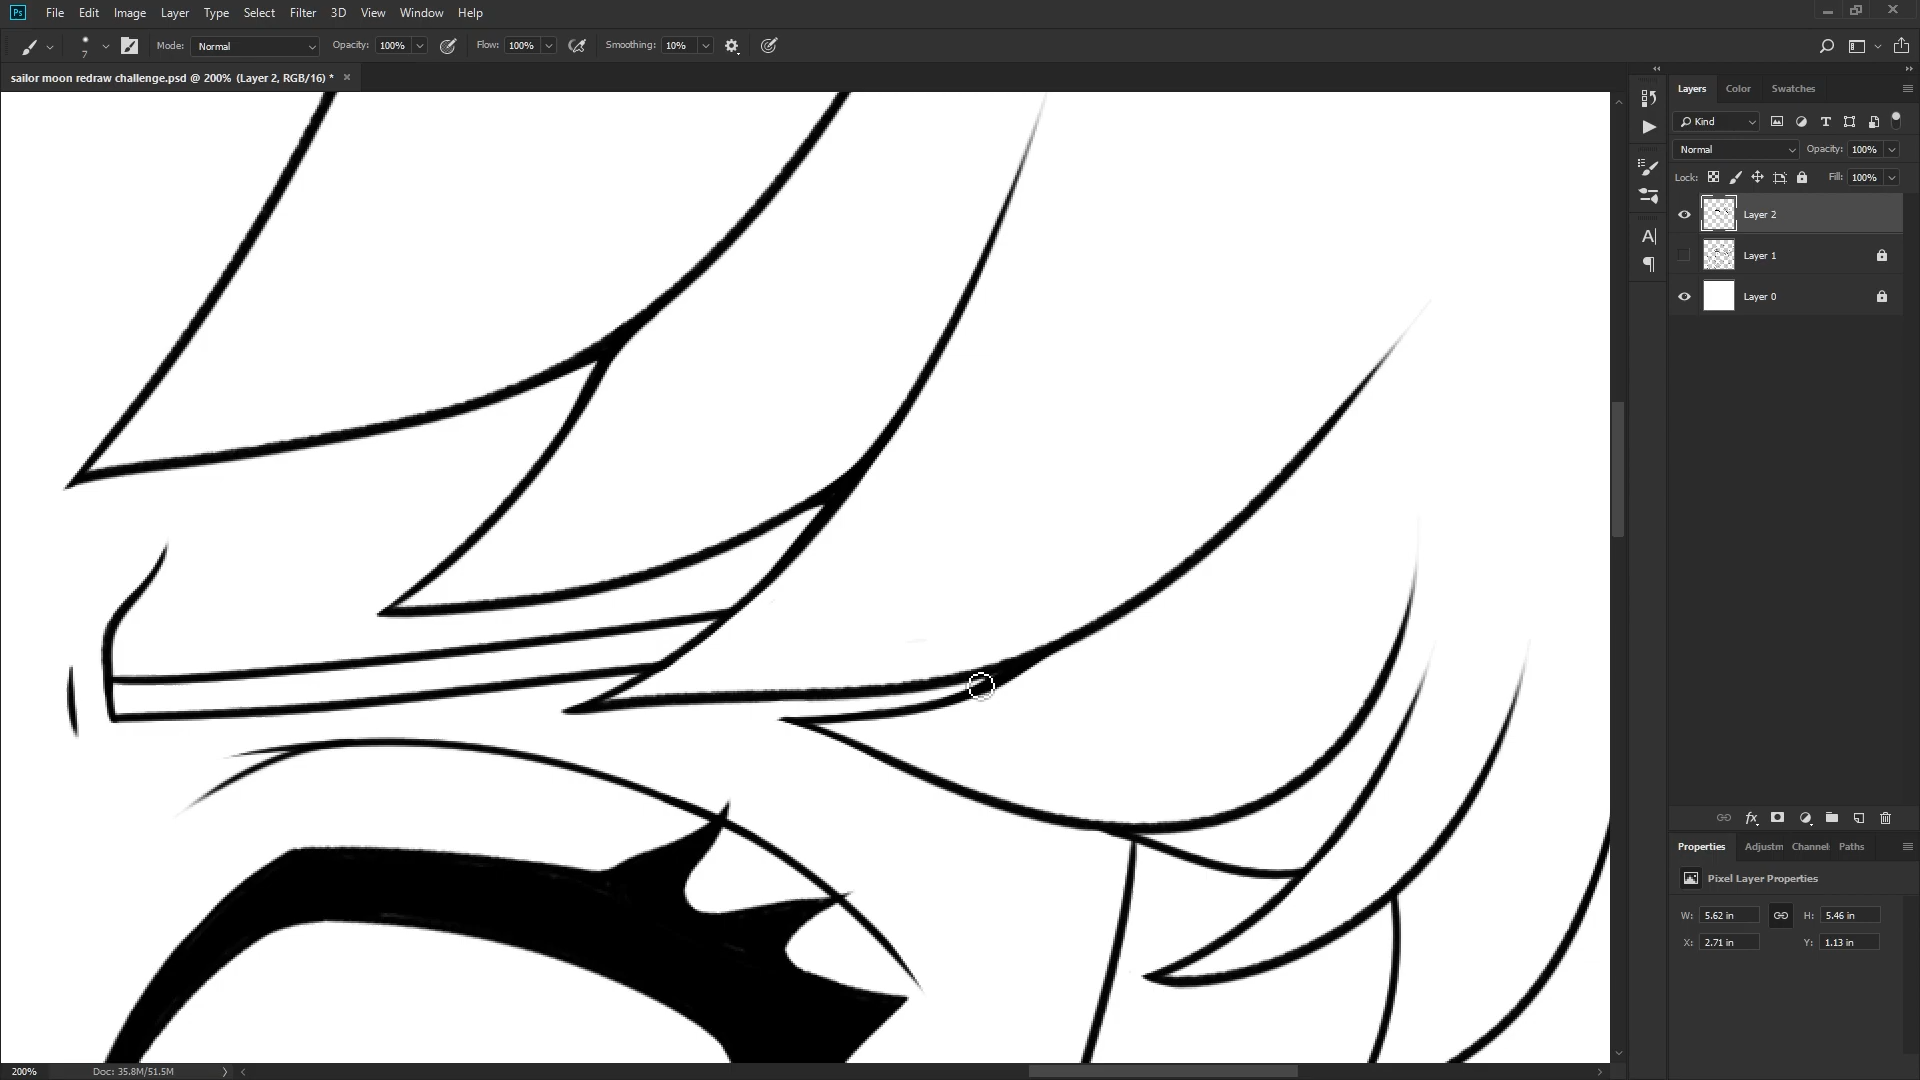 Ps File Edit Image Layer Type Select Filter 3D View Window Help
7 Mode: Normal Opacity: 100% Flow: 100% Smoothing: 10%
sailor moon redraw challenge.psd @ 200% (Layer 2, RGB/16) * ×
Layers Color Swatches
Kind
Normal Opacity: 100%
Lock: Fill: 100%
Layer 2
Layer 1
Layer 0
Properties Adjustm Channel Paths
Pixel Layer Properties
W: 5.62 in H: 5.46 in
X: 2.71 in Y: 1.13 in
200% Doc: 35.8M/51.5M